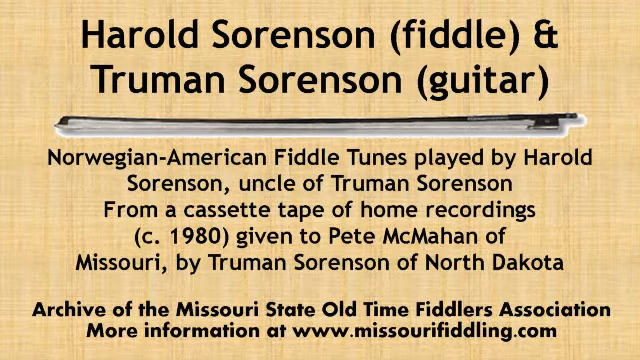 Harold Sorenson (fiddle) &
Truman Sorenson (guitar)
Norwegian-American Fiddle Tunes played by Harold
Sorenson, uncle of Truman Sorenson
From a cassette tape of home recordings
(c. 1980) given to Pete McMahan of
Missouri, by Truman Sorenson of North Dakota
Archive of the Missouri State Old Time Fiddlers Association
More information at www.missourifiddling.com